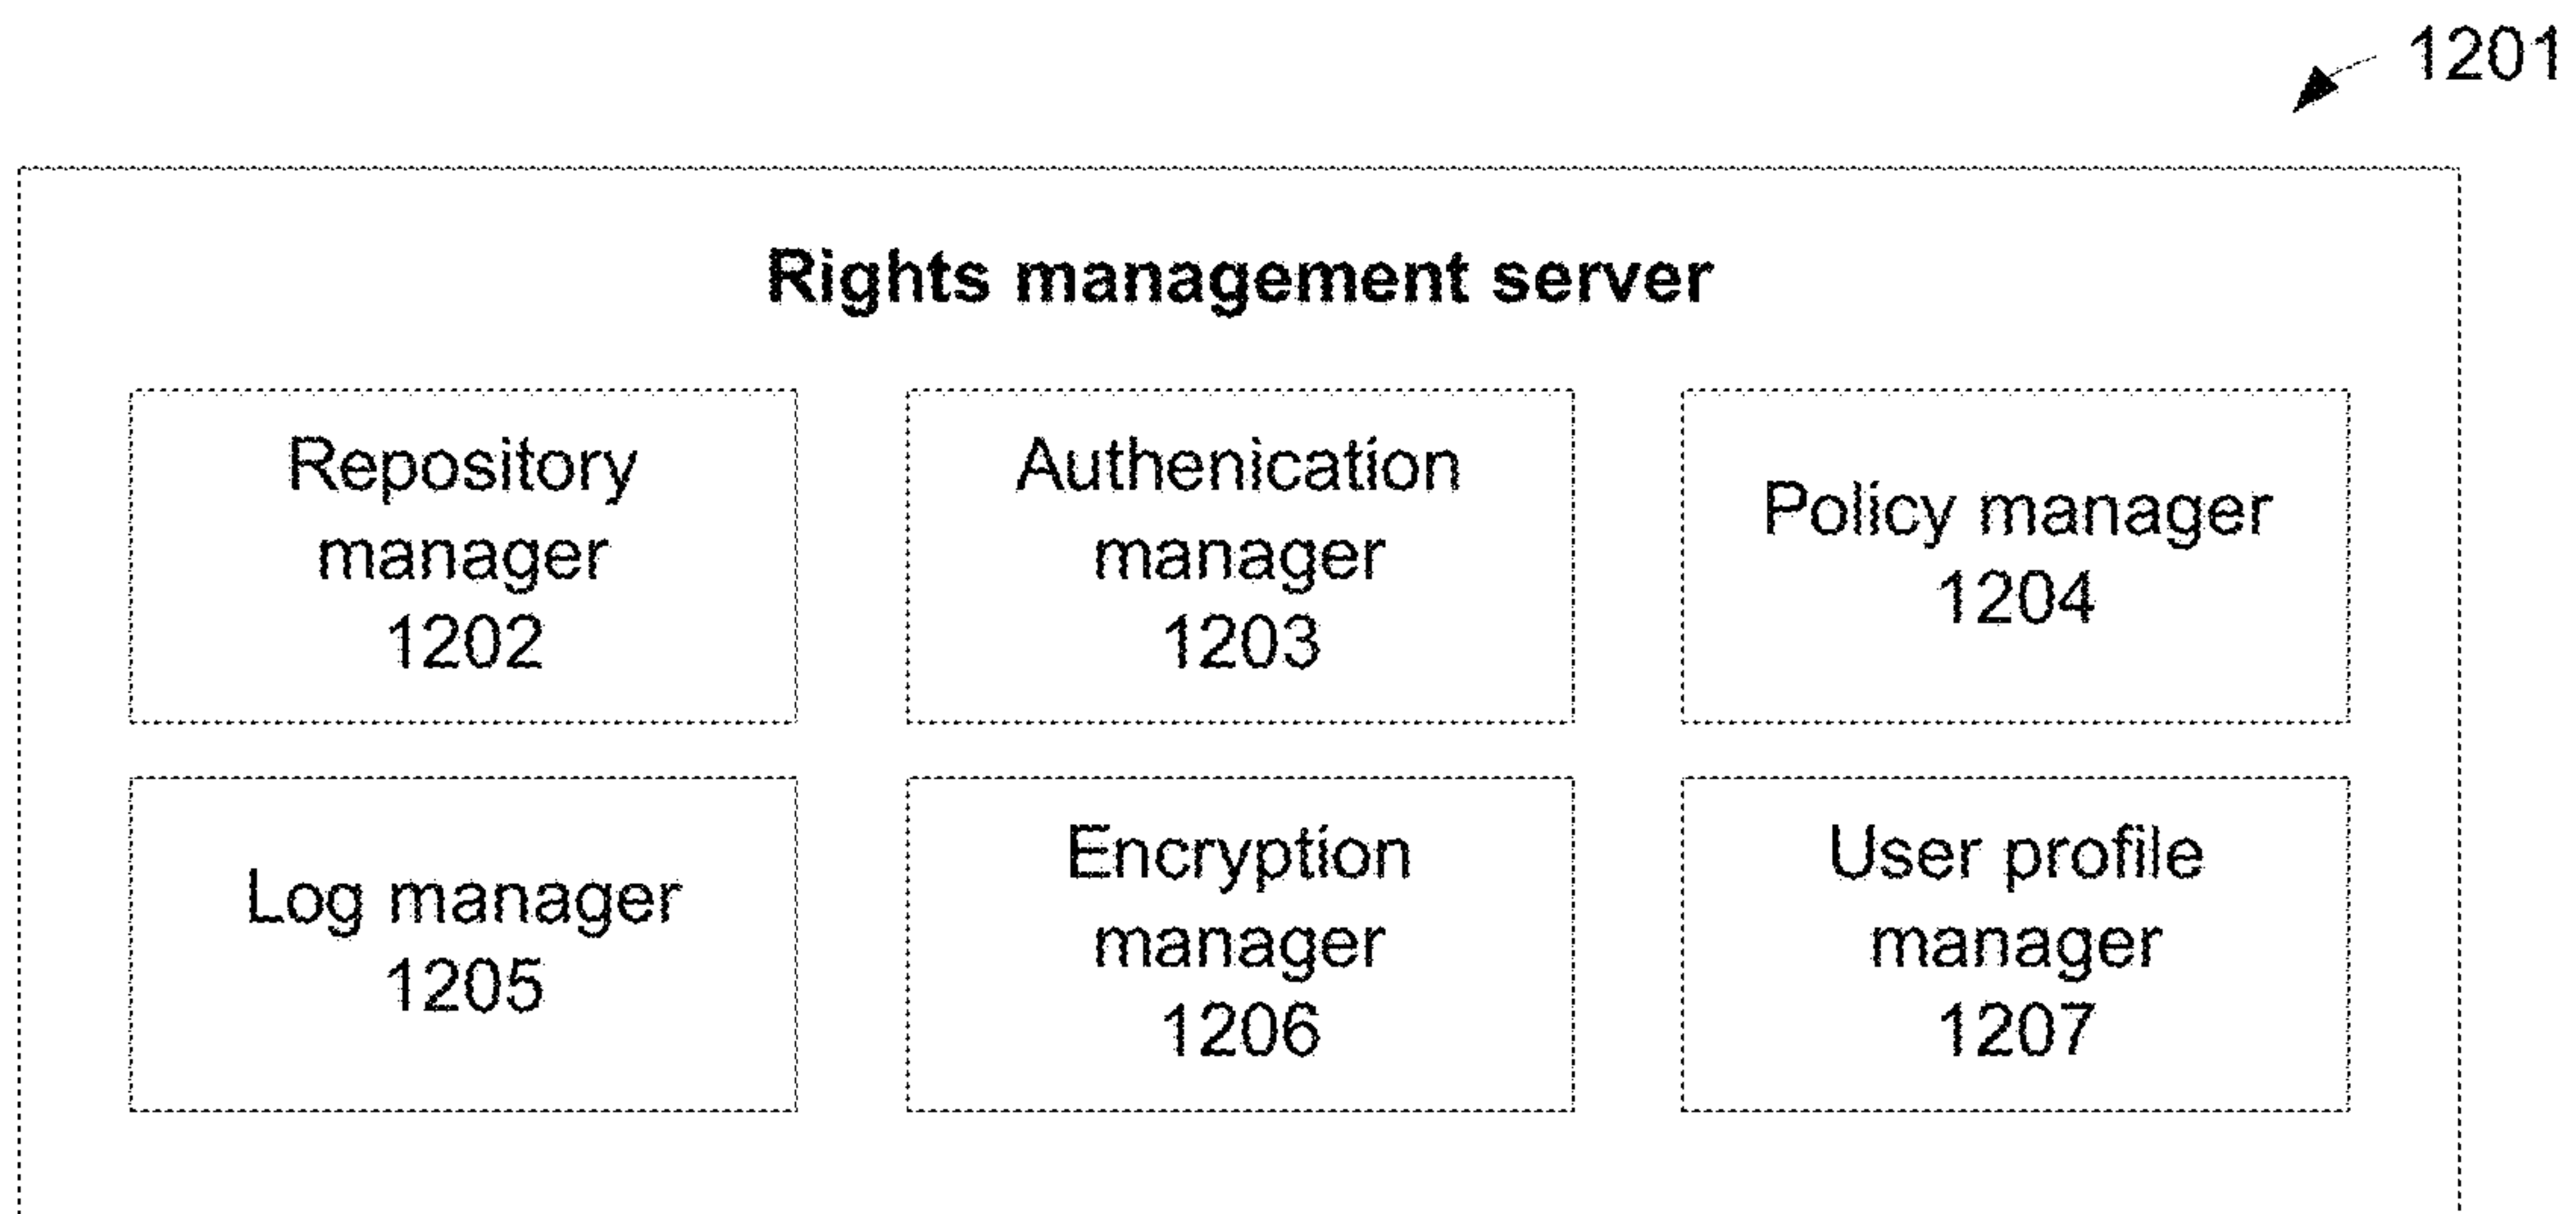 1201
Rights management server
Repository
manager
1202
Authenication
manager
1203
Policy manager
1204
Log manager
1205
Encryption
manager
1206
User profile
manager
1207